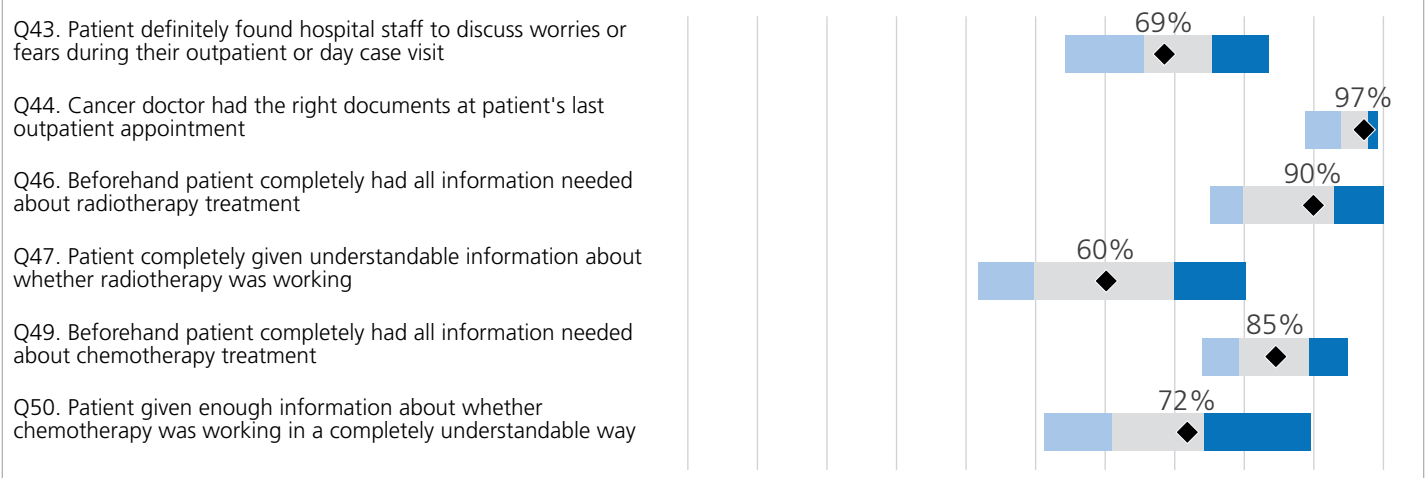 Q43. Patient definitely found hospital staff to discuss worries or
fears during their outpatient or day case visit
69%
Q44. Cancer doctor had the right documents at patient's last
outpatient appointment
97%
Q46. Beforehand patient completely had all information needed
about radiotherapy treatment
90%
Q47. Patient completely given understandable information about
whether radiotherapy was working
60%
Q49. Beforehand patient completely had all information needed
about chemotherapy treatment
85%
Q50. Patient given enough information about whether
chemotherapy was working in a completely understandable way
72%